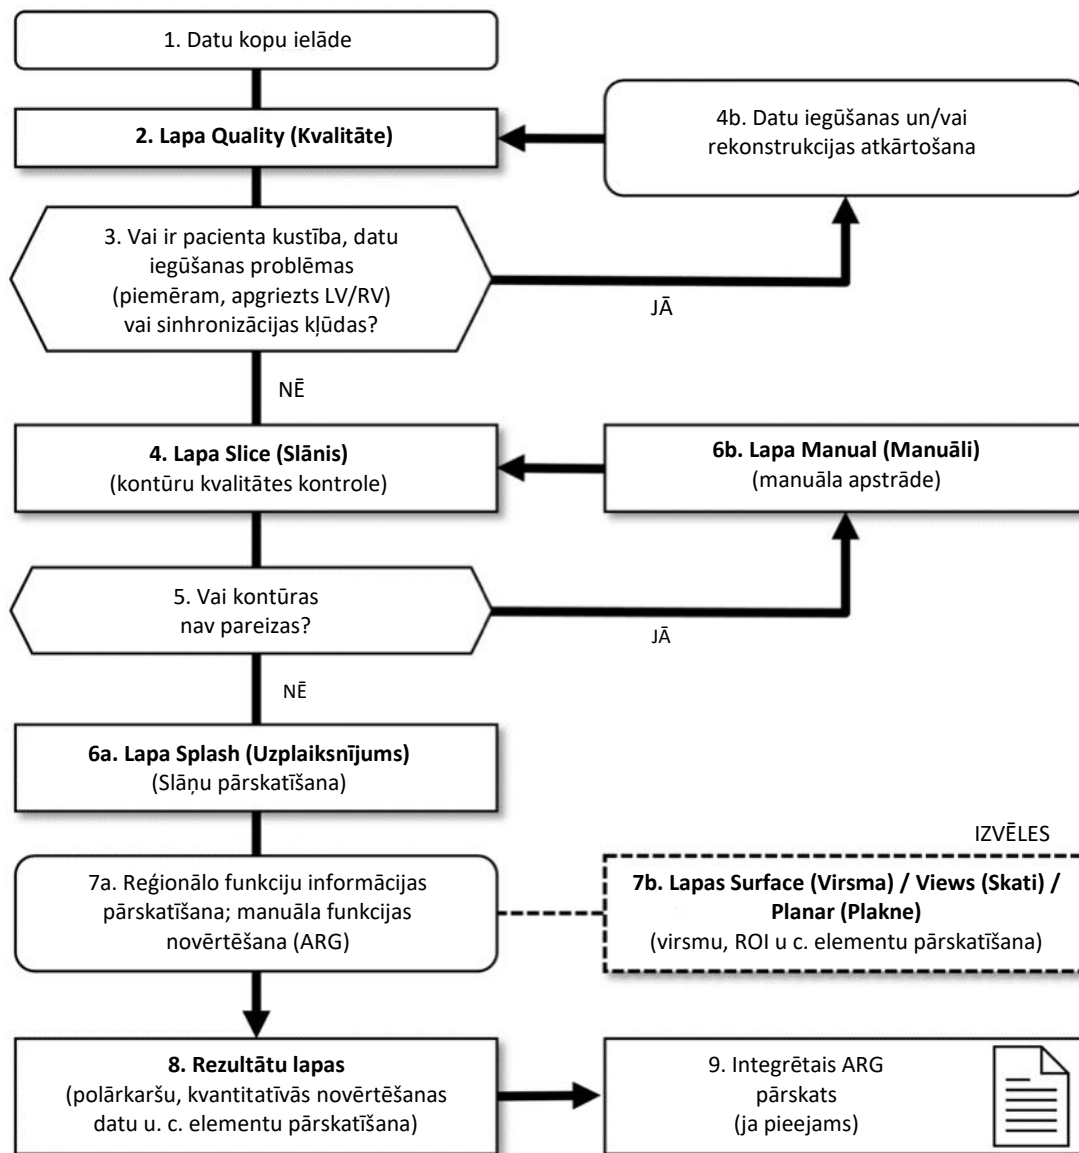 1. Datu kopu ielāde
2. Lapa Quality (Kvalitāte)
4b. Datu iegūšanas un/vai
rekonstrukcijas atkārtošana
3. Vai ir pacienta kustība, datu
iegūšanas problēmas
(piemēram, apgriezts LV/RV)
vai sinhronizācijas kļūdas?
JĀ
NĒ
4. Lapa Slice (Slānis)
(kontūru kvalitātes kontrole)
6b. Lapa Manual (Manuāli)
(manuāla apstrāde)
5. Vai kontūras
nav pareizas?
JĀ
NĒ
6a. Lapa Splash (Uzplaiksnījums)
(Slāņu pārskatīšana)
IZVĒLES
7a. Reģionālo funkciju informācijas
pārskatīšana; manuāla funkcijas
novērtēšana (ARG)
7b. Lapas Surface (Virsma) / Views (Skati) /
Planar (Plakne)
(virsmu, ROI u c. elementu pārskatīšana)
8. Rezultātu lapas
(polārkaršu, kvantitatīvās novērtēšanas
datu u. c. elementu pārskatīšana)
9. Integrētais ARG
pārskats
(ja pieejams)